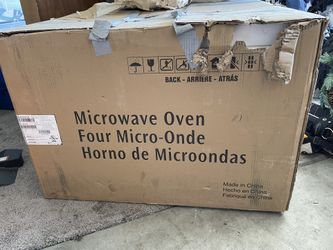 BACK - ARRIÈRE - ATRÁS
Microwave Oven
Four Micro-Onde
Horno de Microondas
Made in China
Hecho en China
Fabriqué en Chine